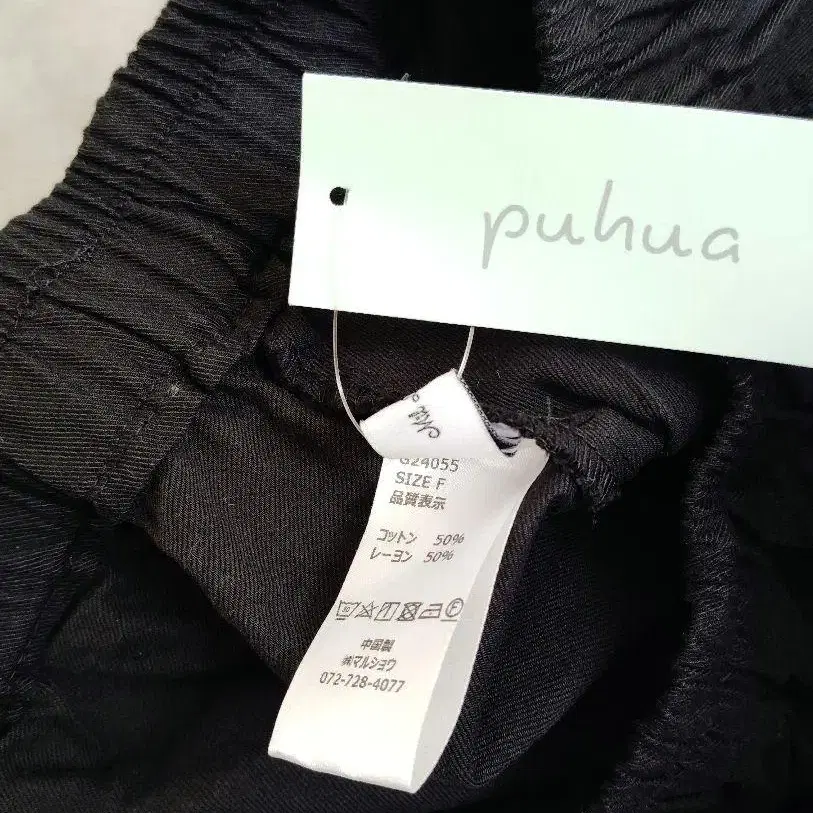 puhua
G24055
SIZE F
品質表示
コットン 50%
レーヨン 50%
中国製
㈱マルショウ
072-728-4077